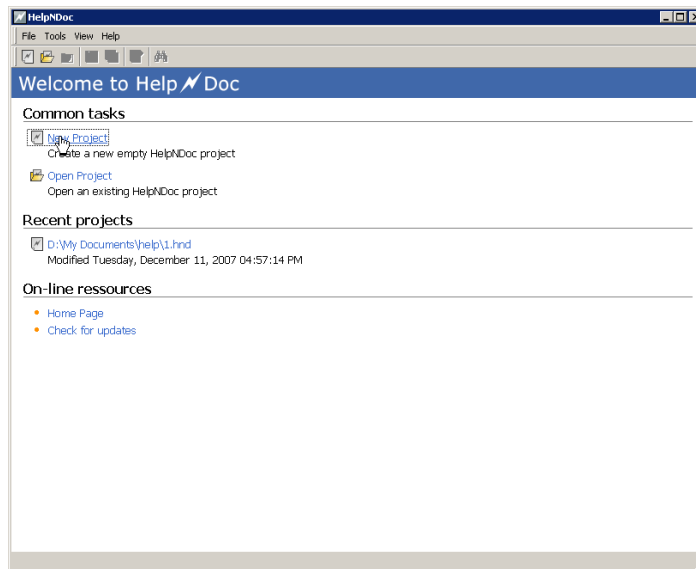 HelpNDoc
File Tools View Help
Welcome to Help Doc
Common tasks
New Project
Create a new empty HelpNDoc project
Open Project
Open an existing HelpNDoc project
Recent projects
D:\My Documents\help\1.hnd
Modified Tuesday, December 11, 2007 04:57:14 PM
On-line ressources
Home Page
Check for updates